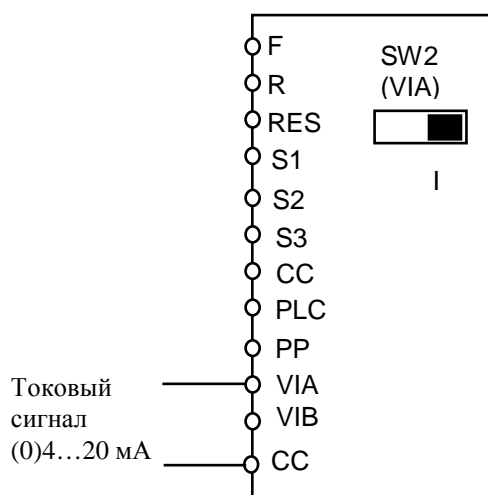 F
R
RES
S1
S2
S3
CC
PLC
PP
VIA
VIB
CC
SW2
(VIA)
I
Токовый
сигнал
(0)4…20 мА